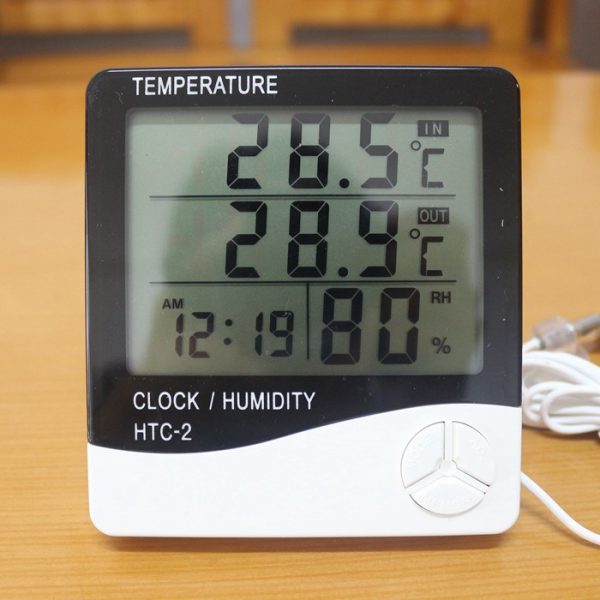 TEMPERATURE
28.5 °C IN
28.9 °C OUT
AM 12:19
80 % RH
CLOCK / HUMIDITY
HTC-2